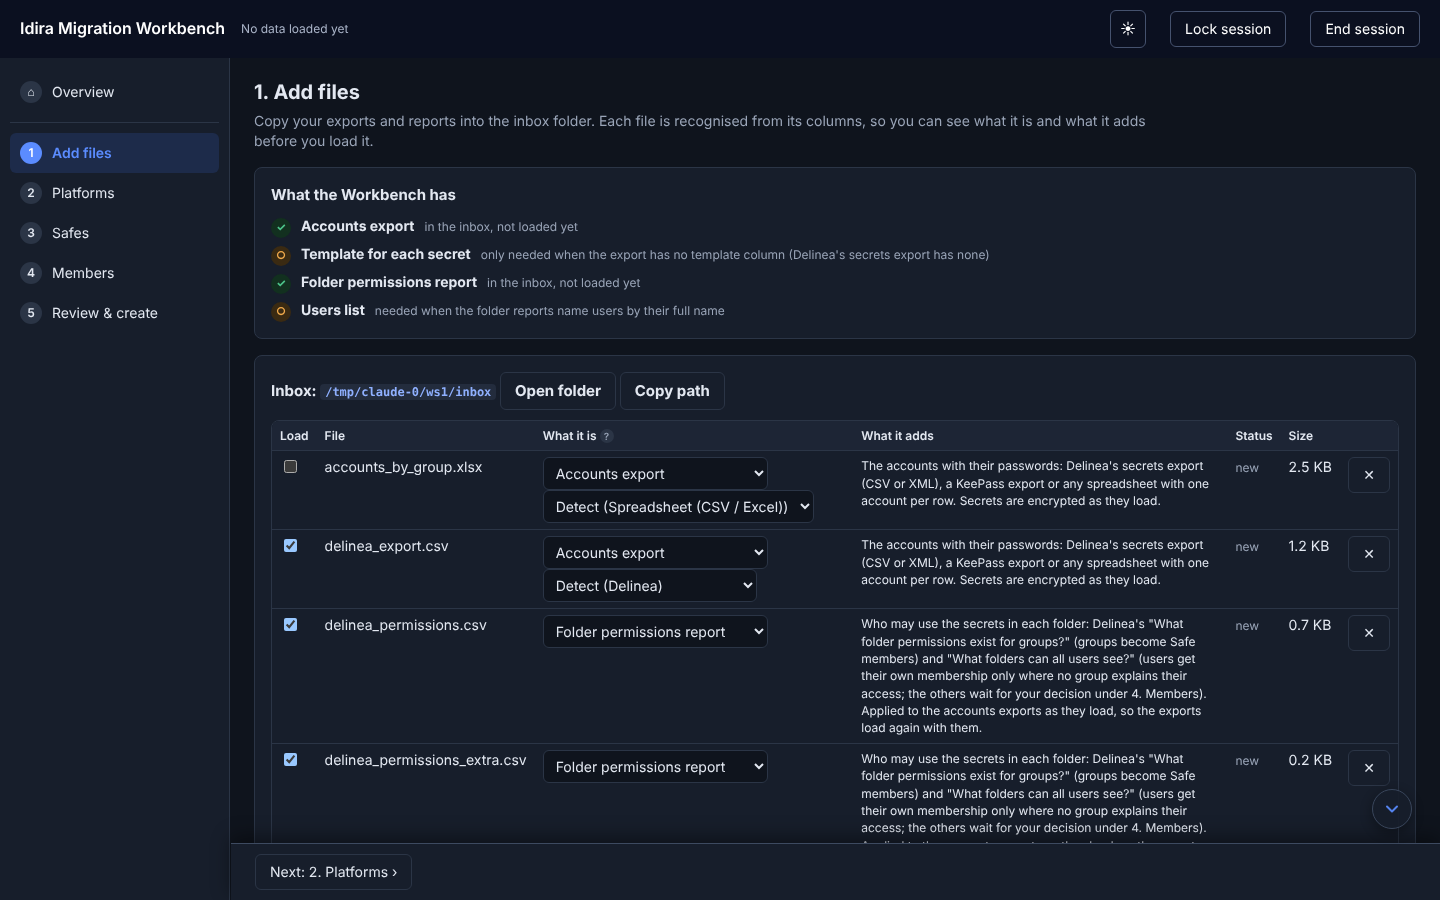 Idira Migration Workbench
No data loaded yet
Lock session
End session
Overview
1 Add files
2 Platforms
3 Safes
4 Members
5 Review & create
1. Add files
Copy your exports and reports into the inbox folder. Each file is recognised from its columns, so you can see what it is and what it adds
before you load it.
What the Workbench has
Accounts export in the inbox, not loaded yet
Template for each secret only needed when the export has no template column (Delinea's secrets export has none)
Folder permissions report in the inbox, not loaded yet
Users list needed when the folder reports name users by their full name
Inbox: /tmp/claude-0/ws1/inbox Open folder Copy path
Load File What it is ? What it adds Status Size
accounts_by_group.xlsx
Accounts export
Detect (Spreadsheet (CSV / Excel))
The accounts with their passwords: Delinea's secrets export
(CSV or XML), a KeePass export or any spreadsheet with one
account per row. Secrets are encrypted as they load.
new
2.5 KB
✕
delinea_export.csv
Accounts export
Detect (Delinea)
The accounts with their passwords: Delinea's secrets export
(CSV or XML), a KeePass export or any spreadsheet with one
account per row. Secrets are encrypted as they load.
new
1.2 KB
✕
delinea_permissions.csv
Folder permissions report
Who may use the secrets in each folder: Delinea's "What
folder permissions exist for groups?" (groups become Safe
members) and "What folders can all users see?" (users get
their own membership only where no group explains their
access; the others wait for your decision under 4. Members).
Applied to the accounts exports as they load, so the exports
load again with them.
new
0.7 KB
✕
delinea_permissions_extra.csv
Folder permissions report
Who may use the secrets in each folder: Delinea's "What
folder permissions exist for groups?" (groups become Safe
members) and "What folders can all users see?" (users get
their own membership only where no group explains their
access; the others wait for your decision under 4. Members).
new
0.2 KB
✕
Next: 2. Platforms ›